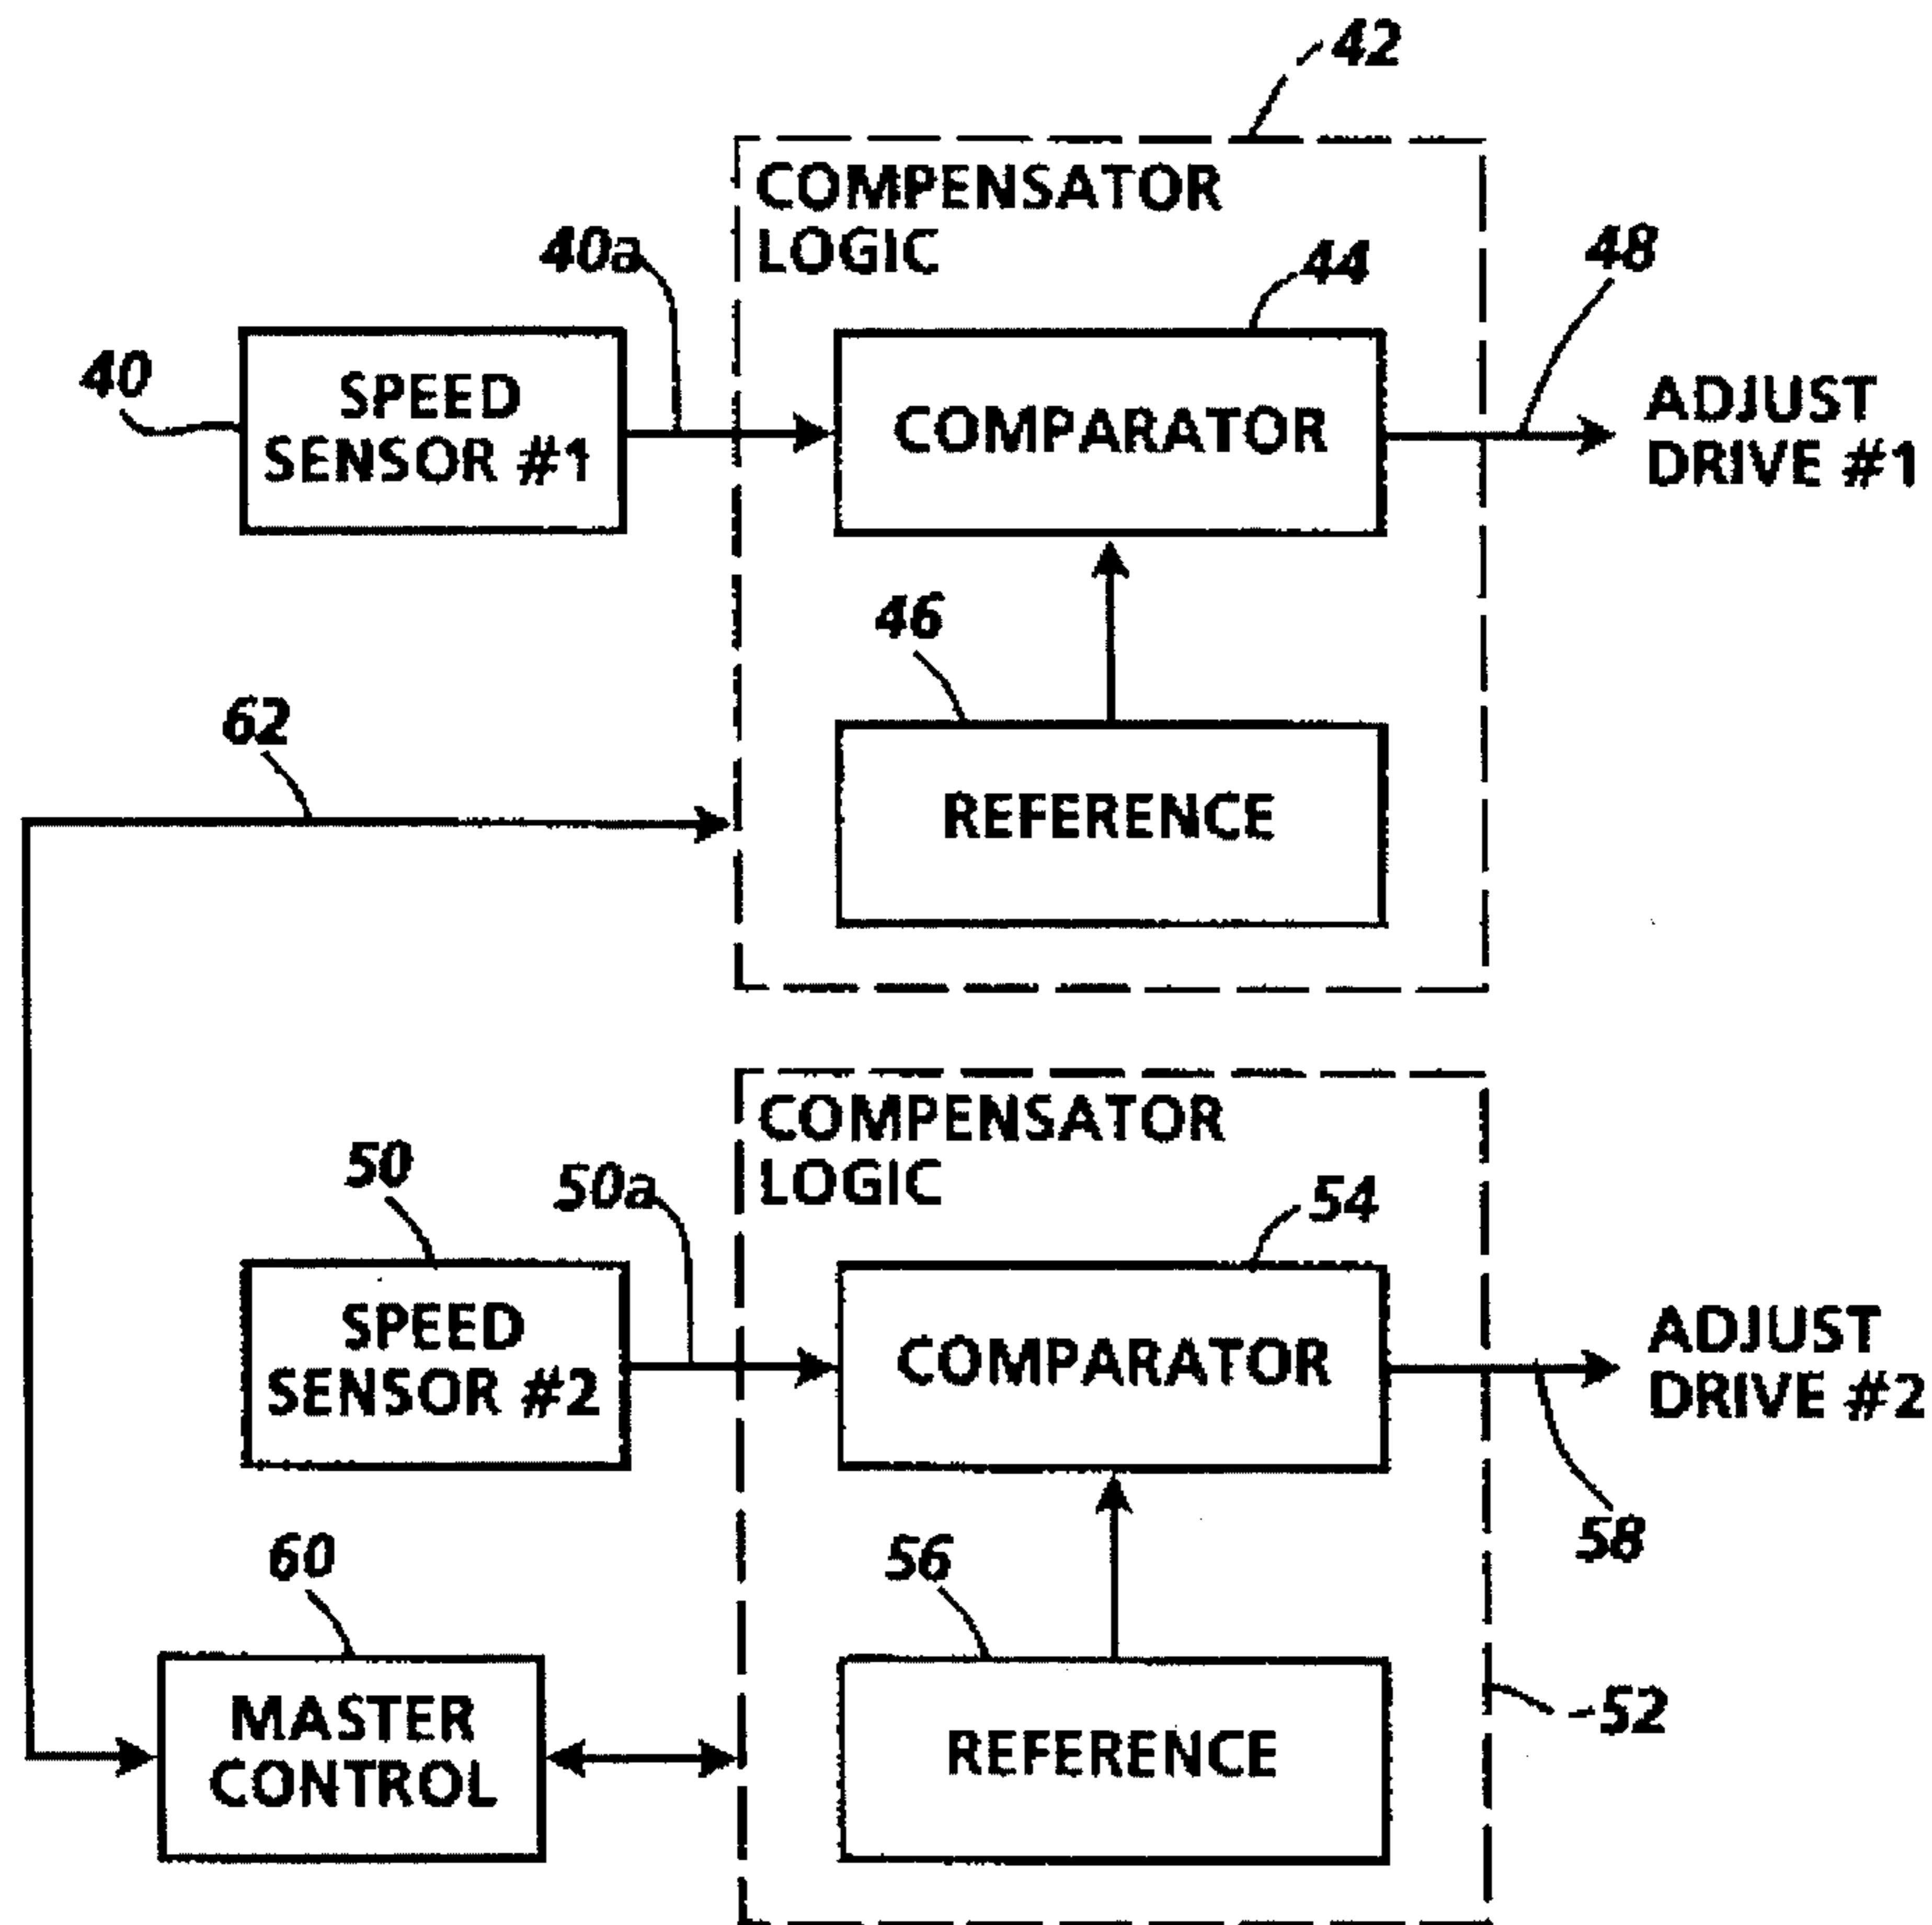 42
COMPENSATOR
LOGIC
40a
44
48
40
SPEED
SENSOR #1
COMPARATOR
ADJUST
DRIVE #1
46
62
REFERENCE
COMPENSATOR
LOGIC
50
50a
54
SPEED
SENSOR #2
COMPARATOR
ADJUST
DRIVE #2
60
56
58
MASTER
CONTROL
REFERENCE
52